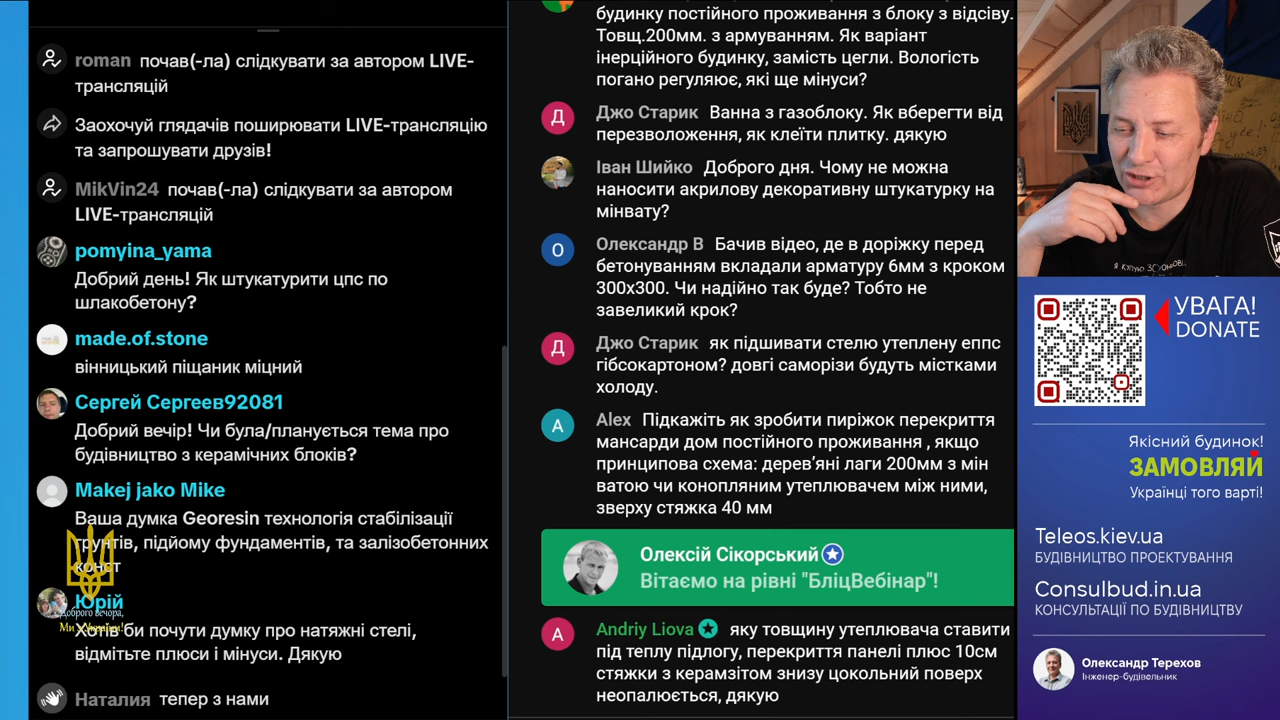 roman почав(-ла) слідкувати за автором LIVE-
трансляцій
Заохочуй глядачів поширювати LIVE-трансляцію
та запрошувати друзів!
MikVin24 почав(-ла) слідкувати за автором
LIVE-трансляцій
pomyina_yama
Добрий день! Як штукатурити цпс по
шлакобетону?
made.of.stone
вінницький піщаник міцний
Сергей Сергеев92081
Добрий вечір! Чи була/планується тема про
будівництво з керамічних блоків?
Makej jako Mike
Ваша думка Georesin технологія стабілізації
ґрунтів, підйому фундаментів, та залізобетонних
конст
Юрій
Доброго вечора,
Ми з України!
Хотів би почути думку про натяжні стелі,
відмітьте плюси і мінуси. Дякую
Наталия тепер з нами
будинку постійного проживання з блоку з відсіву.
Товщ.200мм. з армуванням. Як варіант
інерційного будинку, замість цегли. Вологість
погано регуляює, які ще мінуси?
Д Джо Старик Ванна з газоблоку. Як вберегти від
перезволоження, як клеїти плитку. дякую
Іван Шийко Доброго дня. Чому не можна
наносити акрилову декоративну штукатурку на
мінвату?
О Олександр В Бачив відео, де в доріжку перед
бетонуванням вкладали арматуру 6мм з кроком
300х300. Чи надійно так буде? Тобто не
завеликий крок?
Д Джо Старик як підшивати стелю утеплену еппс
гібсокартоном? довгі саморізи будуть містками
холоду.
A Alex Підкажіть як зробити пиріжок перекриття
мансарди дом постійного проживання , якщо
принципова схема: дерев’яні лаги 200мм з мін
ватою чи конопляним утеплювачем між ними,
зверху стяжка 40 мм
Олексій Сікорський
Вітаємо на рівні "БліцВебінар"!
A Andriy Liova яку товщину утеплювача ставити
під теплу підлогу, перекриття панелі плюс 10см
стяжки з керамзітом знизу цокольний поверх
неопалюється, дякую
УВАГА!
DONATE
Якісний будинок!
ЗАМОВЛЯЙ
Українці того варті!
Teleos.kiev.ua
БУДІВНИЦТВО ПРОЕКТУВАННЯ
Consulbud.in.ua
КОНСУЛЬТАЦІЇ ПО БУДІВНИЦТВУ
Олександр Терехов
Інженер-будівельник